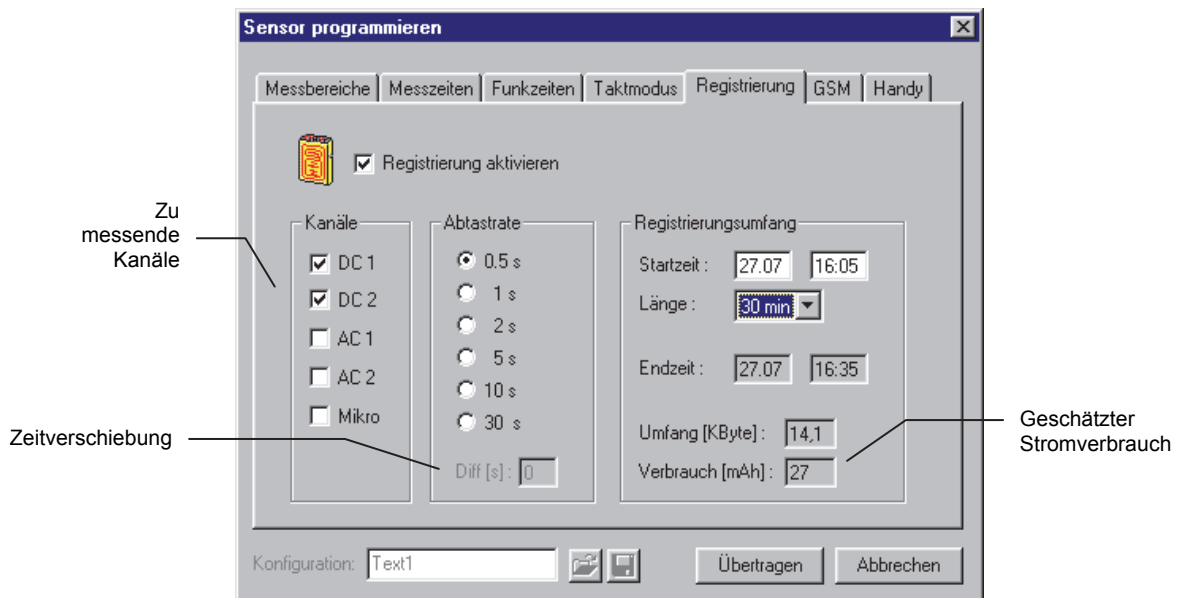 Sensor programmieren
Messbereiche Messzeiten Funkzeiten Taktmodus Registrierung GSM Handy
Registrierung aktivieren
Zu
messende
Kanäle
Kanäle
DC 1
DC 2
AC 1
AC 2
Mikro
Abtastrate
0.5 s
1 s
2 s
5 s
10 s
30 s
Diff [s] : 0
Zeitverschiebung
Registrierungsumfang
Startzeit : 27.07 16:05
Länge : 30 min
Endzeit : 27.07 16:35
Umfang [KByte] : 14,1
Verbrauch [mAh] : 27
Geschätzter
Stromverbrauch
Konfiguration: Text1
Übertragen Abbrechen